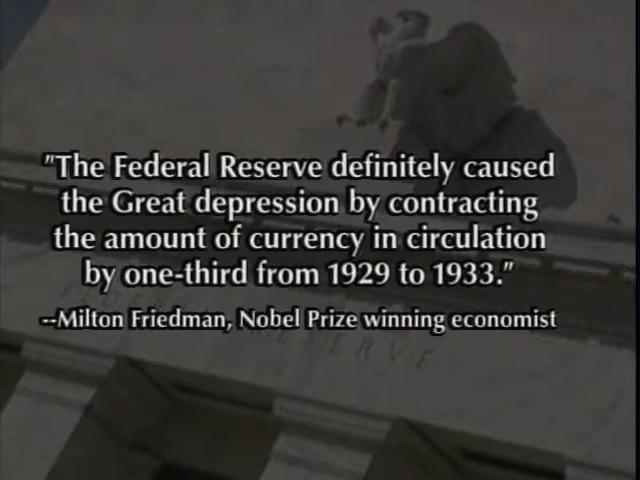 "The Federal Reserve definitely caused
the Great depression by contracting
the amount of currency in circulation
by one-third from 1929 to 1933."
--Milton Friedman, Nobel Prize winning economist